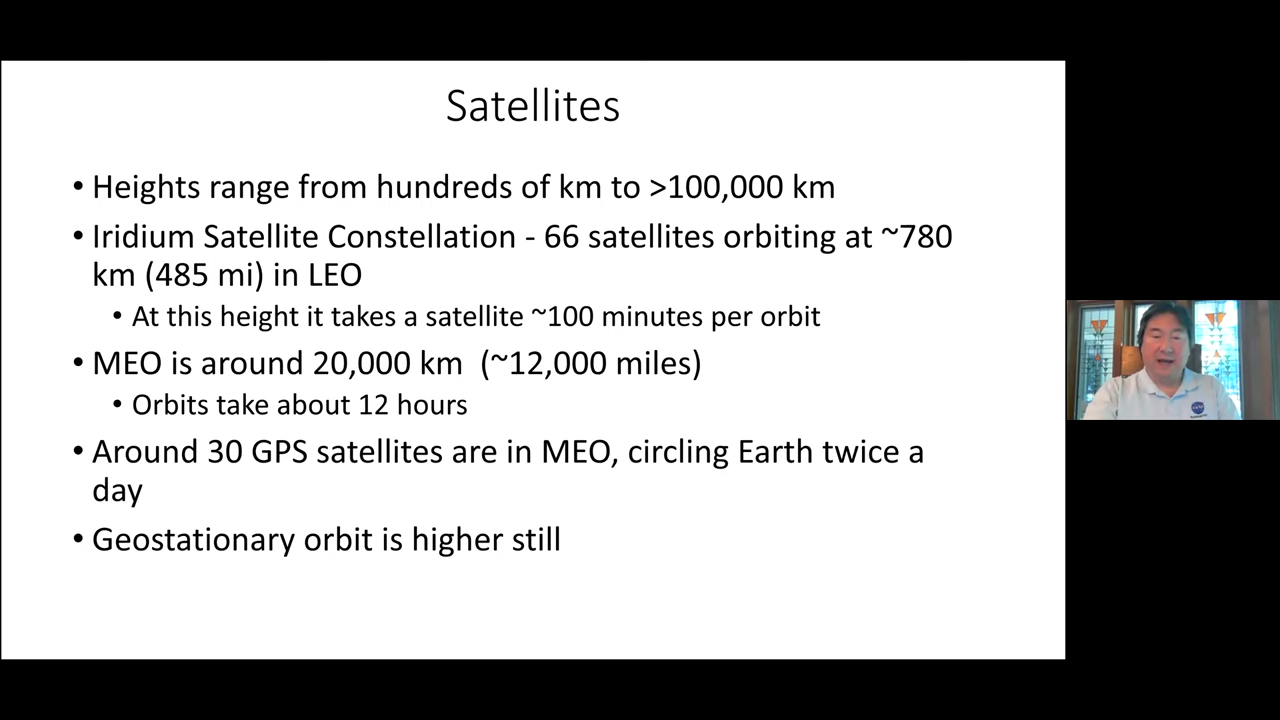 Satellites
• Heights range from hundreds of km to >100,000 km
• Iridium Satellite Constellation - 66 satellites orbiting at ~780
km (485 mi) in LEO
• At this height it takes a satellite ~100 minutes per orbit
• MEO is around 20,000 km (~12,000 miles)
• Orbits take about 12 hours
• Around 30 GPS satellites are in MEO, circling Earth twice a
day
• Geostationary orbit is higher still